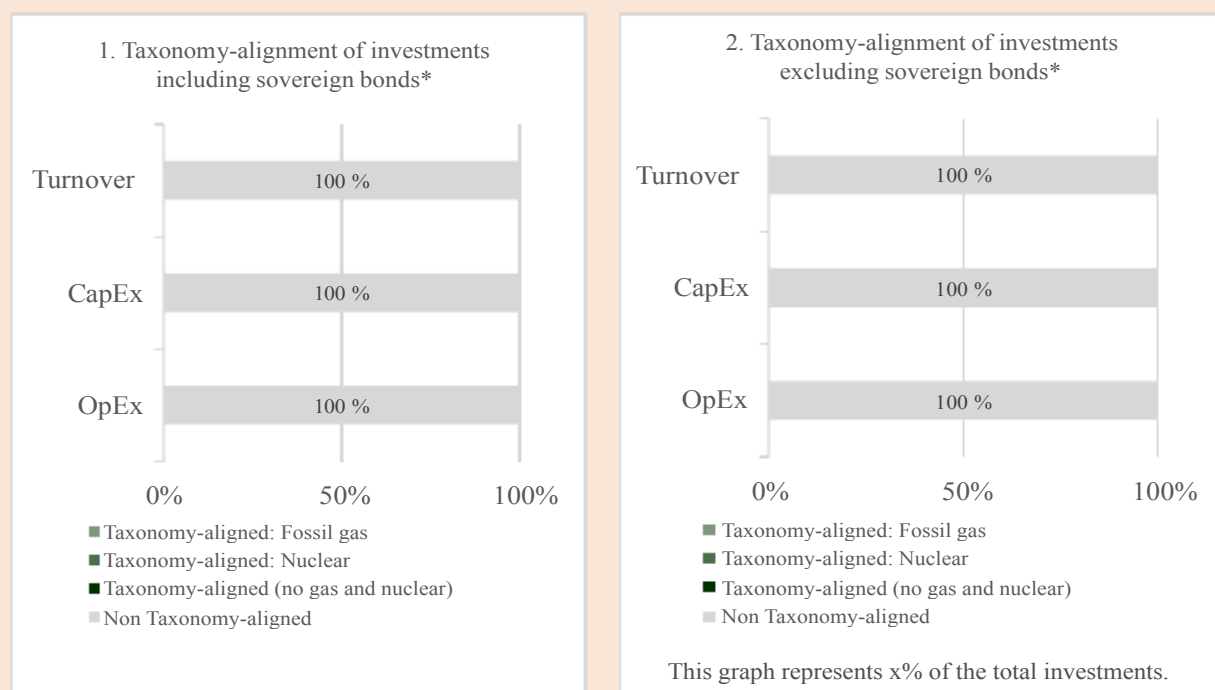 1. Taxonomy-alignment of investments
including sovereign bonds*
Turnover
100 %
CapEx
100 %
OpEx
100 %
0% 50% 100%
Taxonomy-aligned: Fossil gas
Taxonomy-aligned: Nuclear
Taxonomy-aligned (no gas and nuclear)
Non Taxonomy-aligned
2. Taxonomy-alignment of investments
excluding sovereign bonds*
Turnover
100 %
CapEx
100 %
OpEx
100 %
0% 50% 100%
Taxonomy-aligned: Fossil gas
Taxonomy-aligned: Nuclear
Taxonomy-aligned (no gas and nuclear)
Non Taxonomy-aligned
This graph represents x% of the total investments.